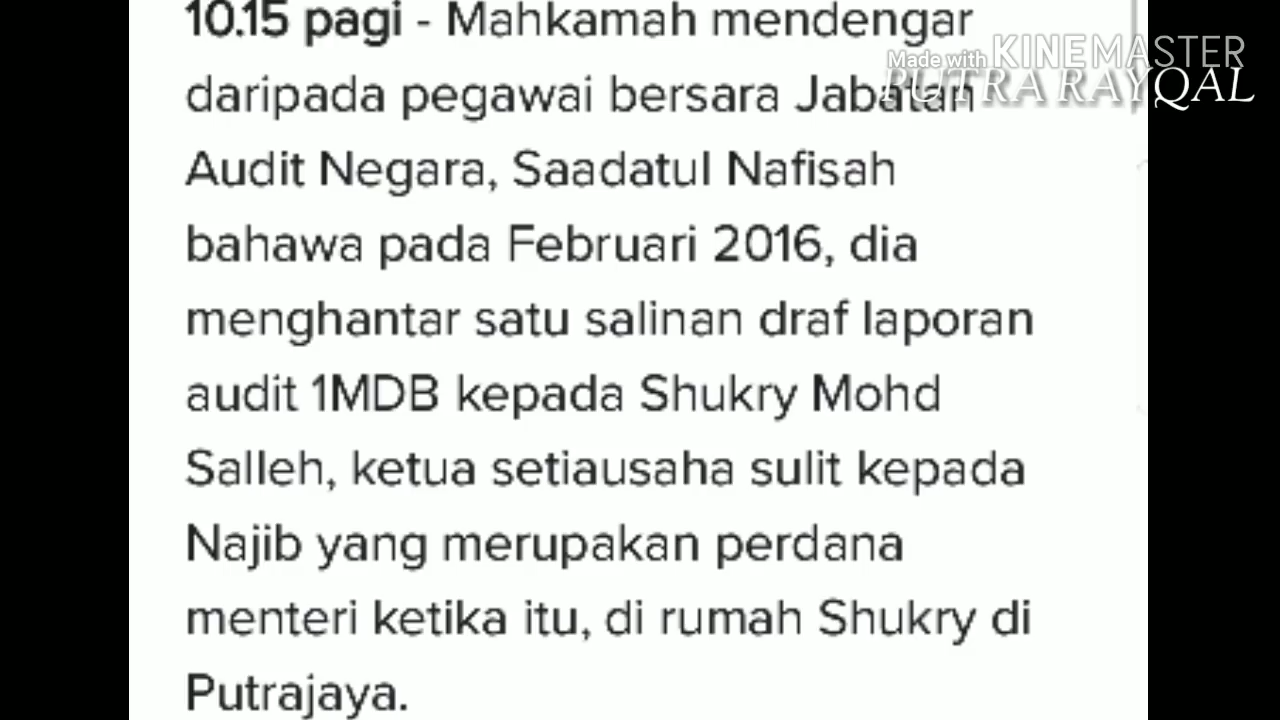 10.15 pagi - Mahkamah mendengar
Made with KINEMASTER
daripada pegawai bersara Jabatan
PUTRA RAYQAL
Audit Negara, Saadatul Nafisah
bahawa pada Februari 2016, dia
menghantar satu salinan draf laporan
audit 1MDB kepada Shukry Mohd
Salleh, ketua setiausaha sulit kepada
Najib yang merupakan perdana
menteri ketika itu, di rumah Shukry di
Putrajaya.